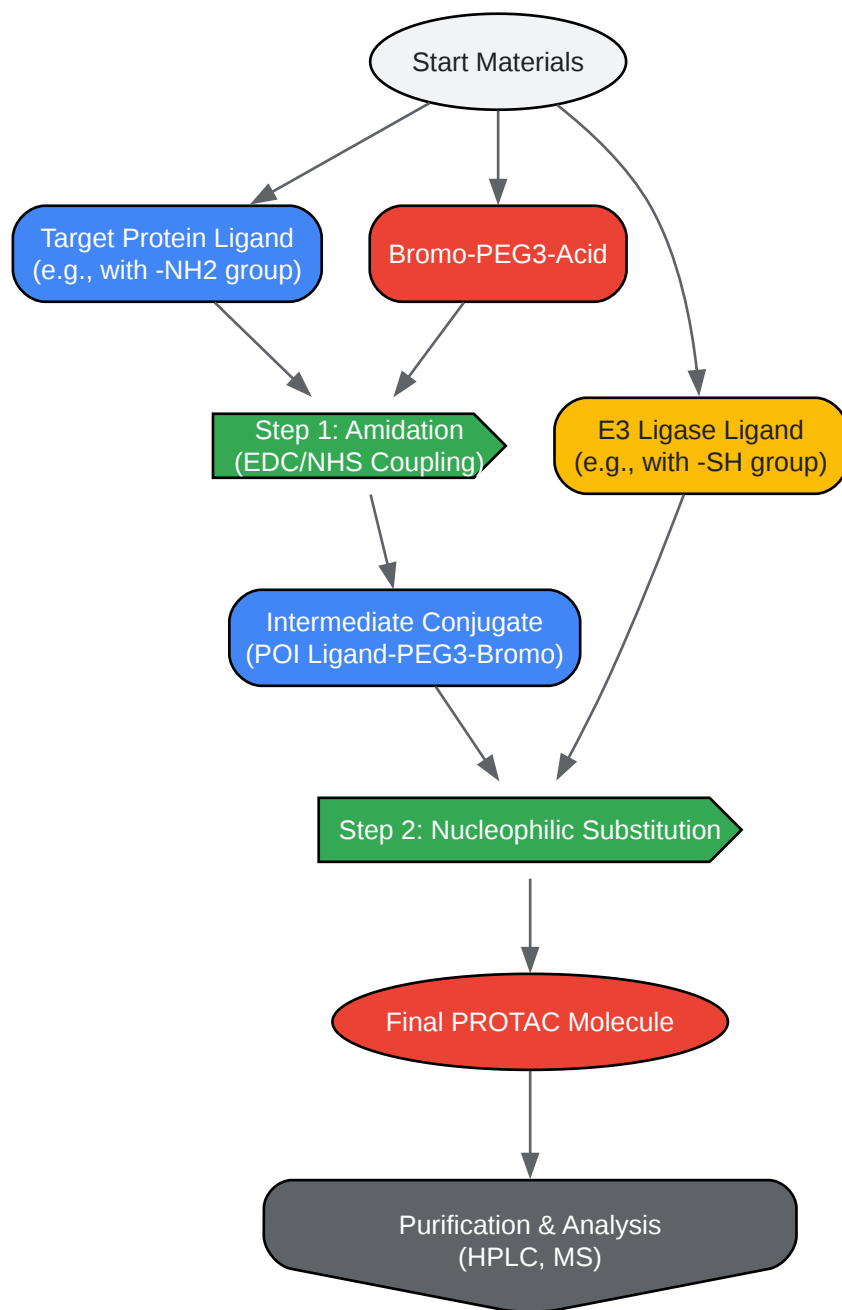 Start Materials
Target Protein Ligand
(e.g., with -NH2 group)
Bromo-PEG3-Acid
Step 1: Amidation
(EDC/NHS Coupling)
E3 Ligase Ligand
(e.g., with -SH group)
Intermediate Conjugate
(POI Ligand-PEG3-Bromo)
Step 2: Nucleophilic Substitution
Final PROTAC Molecule
Purification & Analysis
(HPLC, MS)